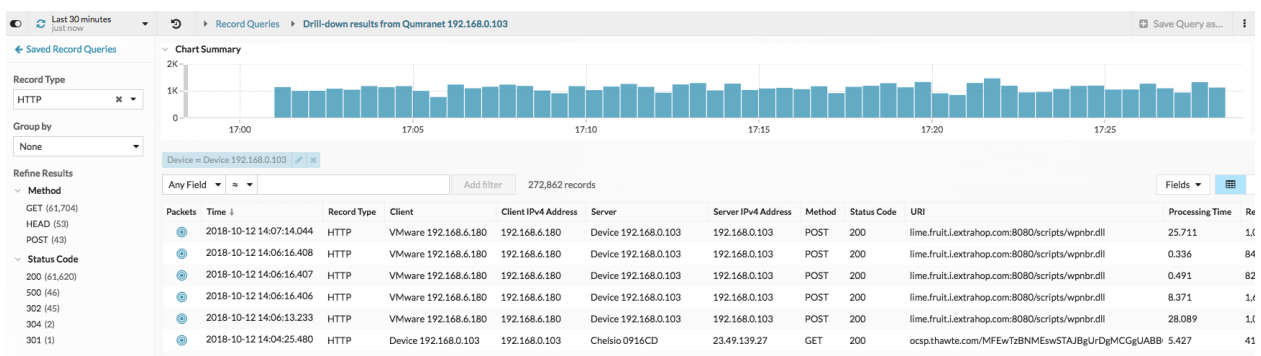 Last 30 minutes
just now
Record Queries
Drill-down results from Qumranet 192.168.0.103
Save Query as...
Saved Record Queries
Record Type
HTTP
Group by
None
Refine Results
Method
GET (61,704)
HEAD (53)
POST (43)
Status Code
200 (61,620)
500 (46)
302 (45)
304 (2)
301 (1)
Chart Summary
2K
1K
0
17:00 17:05 17:10 17:15 17:20 17:25
Device = Device 192.168.0.103
Any Field ≈ Add filter 272,862 records Fields
Packets Time ↓ Record Type Client Client IPv4 Address Server Server IPv4 Address Method Status Code URI Processing Time Re
2018-10-12 14:07:14.044 HTTP VMware 192.168.6.180 192.168.6.180 Device 192.168.0.103 192.168.0.103 POST 200 lime.fruit.i.extrahop.com:8080/scripts/wpnbr.dll 25.711 1,0
2018-10-12 14:06:16.408 HTTP VMware 192.168.6.180 192.168.6.180 Device 192.168.0.103 192.168.0.103 POST 200 lime.fruit.i.extrahop.com:8080/scripts/wpnbr.dll 0.336 84
2018-10-12 14:06:16.407 HTTP VMware 192.168.6.180 192.168.6.180 Device 192.168.0.103 192.168.0.103 POST 200 lime.fruit.i.extrahop.com:8080/scripts/wpnbr.dll 0.491 82
2018-10-12 14:06:16.406 HTTP VMware 192.168.6.180 192.168.6.180 Device 192.168.0.103 192.168.0.103 POST 200 lime.fruit.i.extrahop.com:8080/scripts/wpnbr.dll 8.371 1,6
2018-10-12 14:06:13.233 HTTP VMware 192.168.6.180 192.168.6.180 Device 192.168.0.103 192.168.0.103 POST 200 lime.fruit.i.extrahop.com:8080/scripts/wpnbr.dll 28.089 1,0
2018-10-12 14:04:25.480 HTTP Device 192.168.0.103 192.168.0.103 Chelsio 0916CD 23.49.139.27 GET 200 ocsp.thawte.com/MFEwTzBNMEswSTAJBgUrDgMCGgUABB 5.427 41